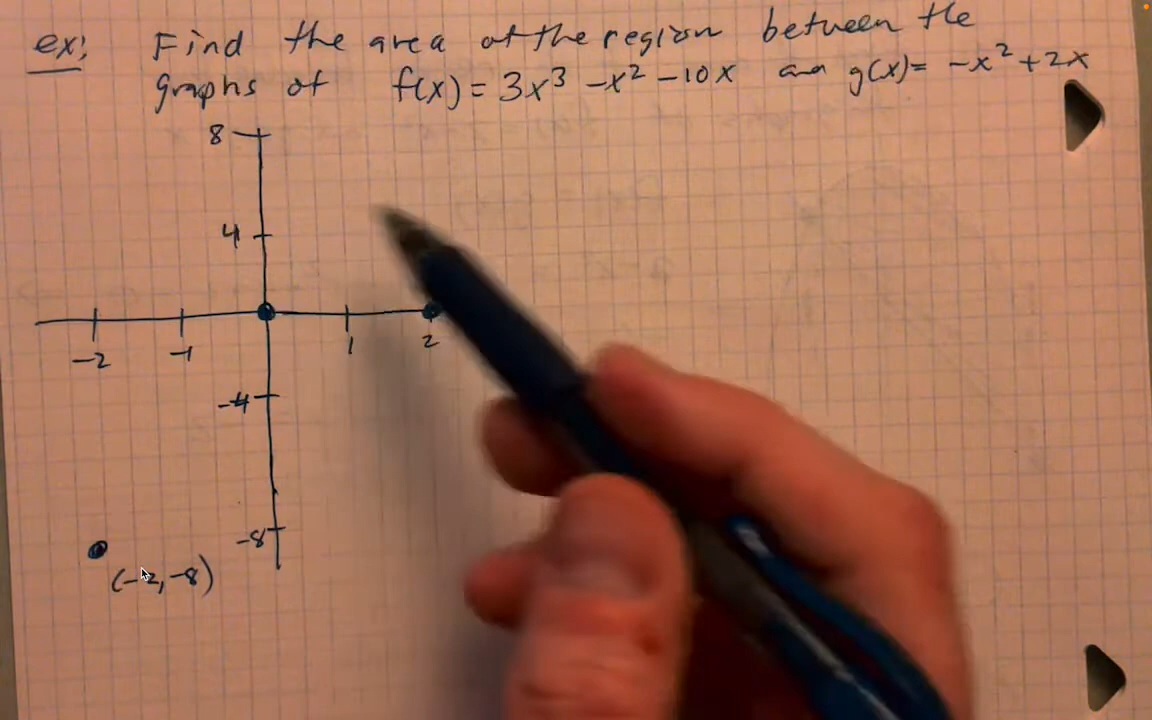 ex: Find the area of the region between the
graphs of f(x) = 3x³ -x² -10x and g(x)= -x² +2x
8
4
-2 -1 1 2
-4
-8
(-2, -8)